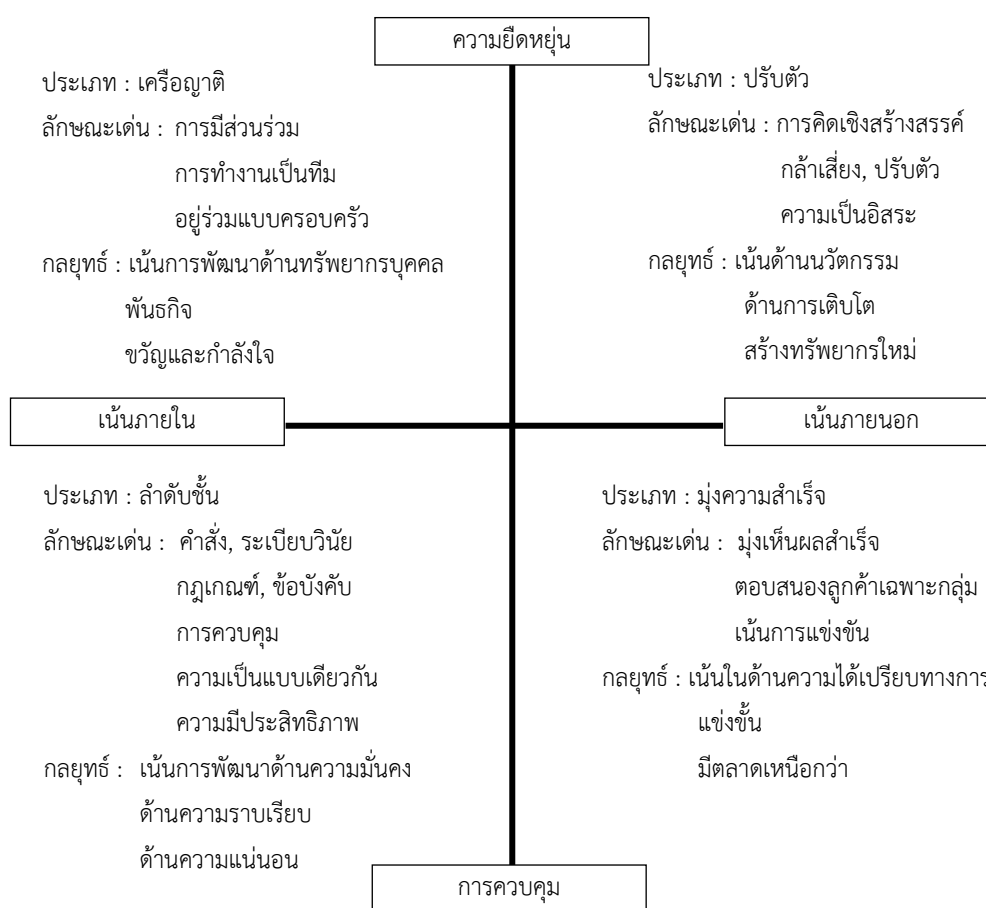 ความยืดหยุ่น
ประเภท : เครือญาติ
ลักษณะเด่น : การมีส่วนร่วม
การทำงานเป็นทีม
อยู่ร่วมแบบครอบครัว
กลยุทธ์ : เน้นการพัฒนาด้านทรัพยากรบุคคล
พันธกิจ
ขวัญและกำลังใจ
ประเภท : ปรับตัว
ลักษณะเด่น : การคิดเชิงสร้างสรรค์
กล้าเสี่ยง, ปรับตัว
ความเป็นอิสระ
กลยุทธ์ : เน้นด้านนวัตกรรม
ด้านการเติบโต
สร้างทรัพยากรใหม่
เน้นภายใน
เน้นภายนอก
ประเภท : ลำดับชั้น
ลักษณะเด่น : คำสั่ง, ระเบียบวินัย
กฎเกณฑ์, ข้อบังคับ
การควบคุม
ความเป็นแบบเดียวกัน
ความมีประสิทธิภาพ
กลยุทธ์ : เน้นการพัฒนาด้านความมั่นคง
ด้านความราบเรียบ
ด้านความแน่นอน
ประเภท : มุ่งความสำเร็จ
ลักษณะเด่น : มุ่งเห็นผลสำเร็จ
ตอบสนองลูกค้าเฉพาะกลุ่ม
เน้นการแข่งขัน
กลยุทธ์ : เน้นในด้านความได้เปรียบทางการ
แข่งขั้น
มีตลาดเหนือกว่า
การควบคุม